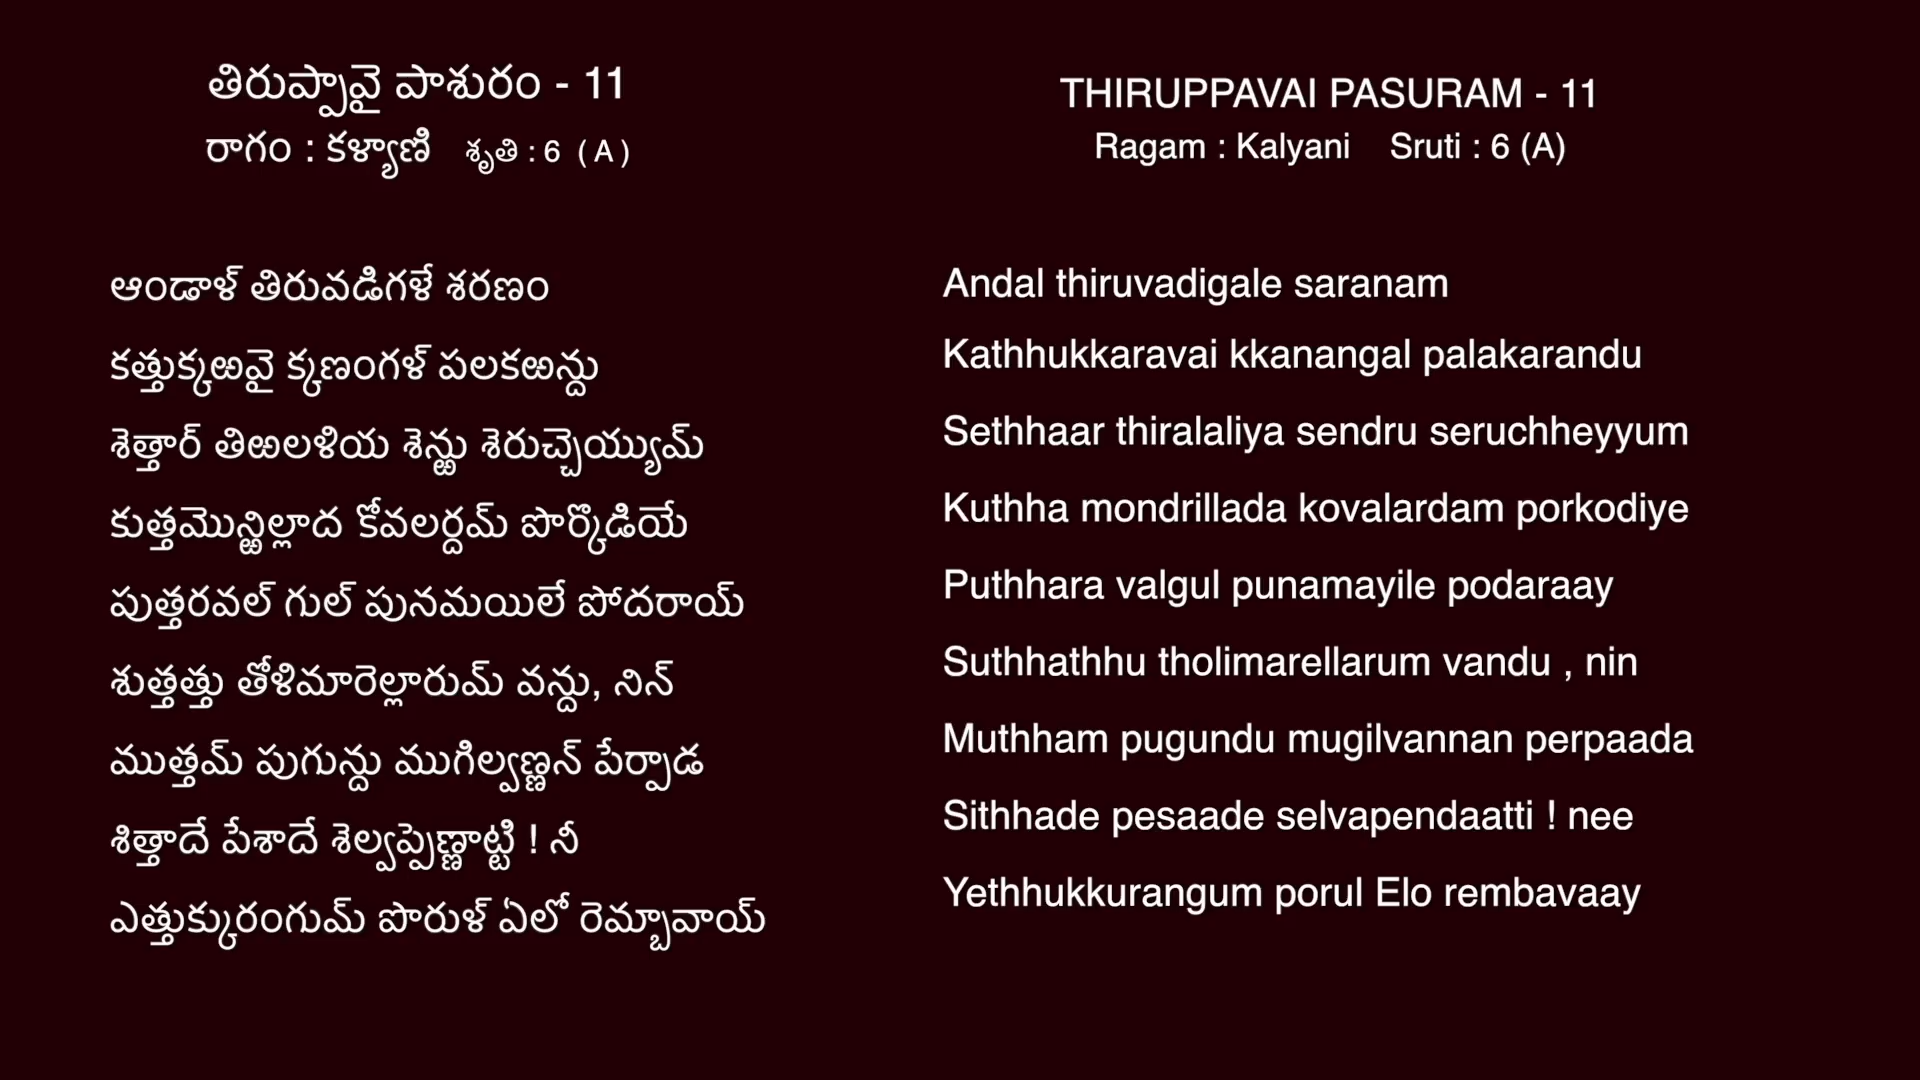 తిరుప్పావై పాశురం - 11
రాగం : కళ్యాణి శృతి : 6 ( A )
ఆండాళ్ తిరువడిగళే శరణం
కత్తుక్కఱవై క్కణంగళ్ పలకఱన్దు
శెత్తార్ తిఱలళియ శెన్ఱు శెరుచ్చెయ్యుమ్
కుత్తమొన్ఱిల్లాద కోవలర్దమ్ పొర్కొడియే
పుత్తరవల్ గుల్ పునమయిలే పోదరాయ్
శుత్తత్తు తోళిమారెల్లారుమ్ వన్దు, నిన్
ముత్తమ్ పుగున్దు ముగిల్వణ్ణన్ పేర్పాడ
శిత్తాదే పేశాదే శెల్వప్పెణ్ణాట్టి ! నీ
ఎత్తుక్కురంగుమ్ పొరుళ్ ఏలో రెమ్బావాయ్
THIRUPPAVAI PASURAM - 11
Ragam : Kalyani Sruti : 6 (A)
Andal thiruvadigale saranam
Kathhukkaravai kkanangal palakarandu
Sethhaar thiralaliya sendru seruchheyyum
Kuthha mondrillada kovalardam porkodiye
Puthhara valgul punamayile podaraay
Suthhathhu tholimarellarum vandu , nin
Muthham pugundu mugilvannan perpaada
Sithhade pesaade selvapendaatti ! nee
Yethhukkurangum porul Elo rembavaay